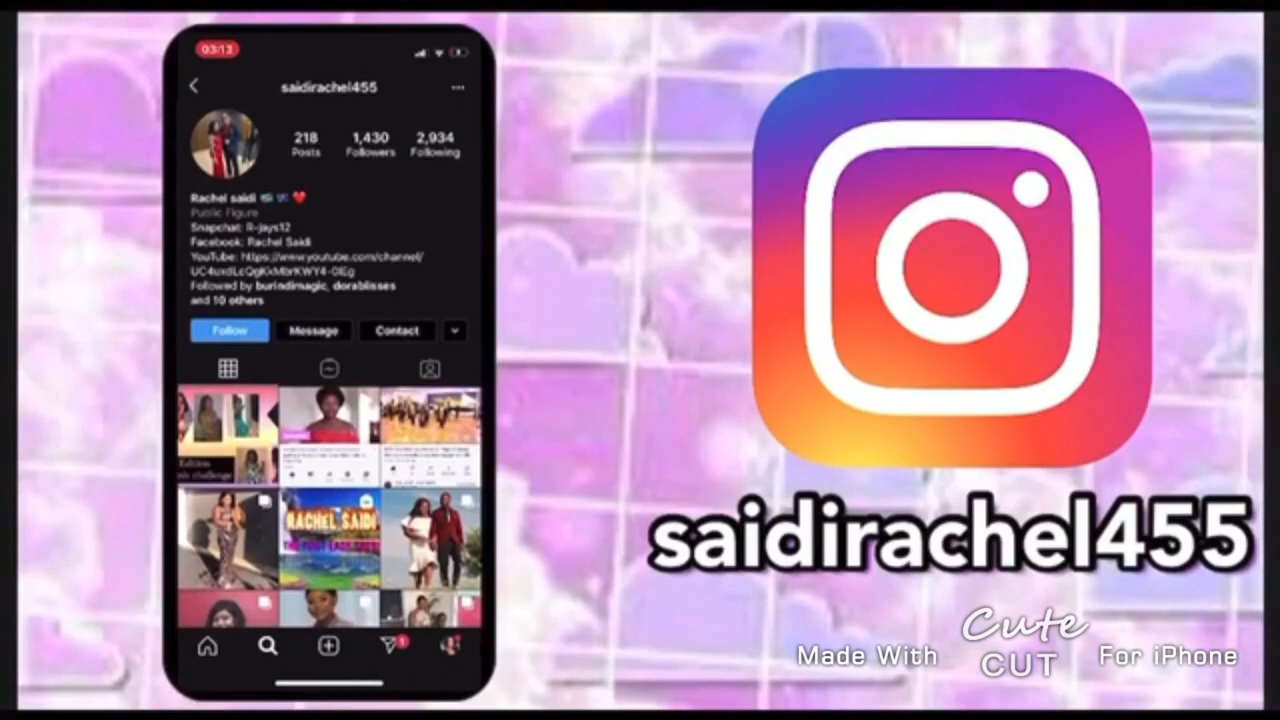 03:13
saidirachel455
218 1,430 2,934
Posts Followers Following
Rachel saidi
Public Figure
Snapchat: R-jays12
Facebook: Rachel Saidi
YouTube: https://www.youtube.com/channel/
Followed by burindimagic, dorablisses
and 10 others
Follow Message Contact
RACHEL SAIDI
saidirachel455
Made With Cute CUT For iPhone